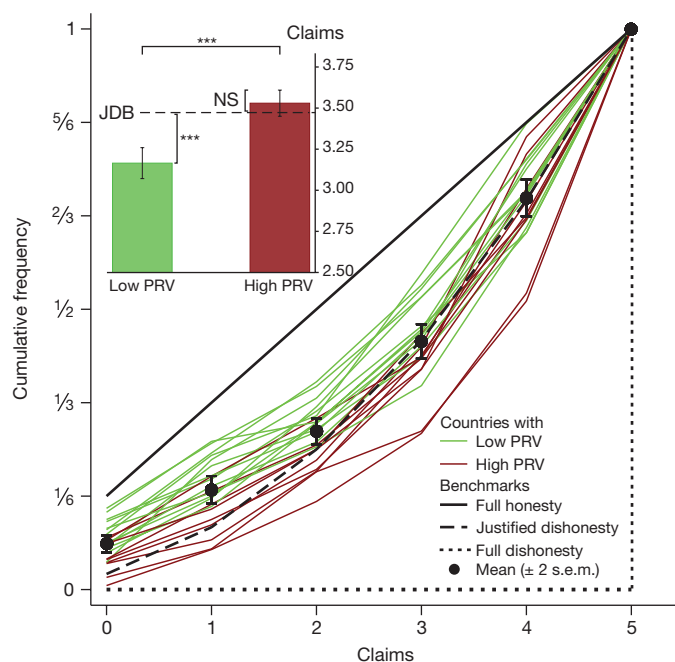 1
5/6
2/3
1/2
1/3
1/6
0
Cumulative frequency
0 1 2 3 4 5
Claims
***
Claims
3.75
3.50
3.25
3.00
2.75
2.50
JDB
NS
***
Low PRV High PRV
Countries with
Low PRV
High PRV
Benchmarks
Full honesty
Justified dishonesty
Full dishonesty
Mean (± 2 s.e.m.)